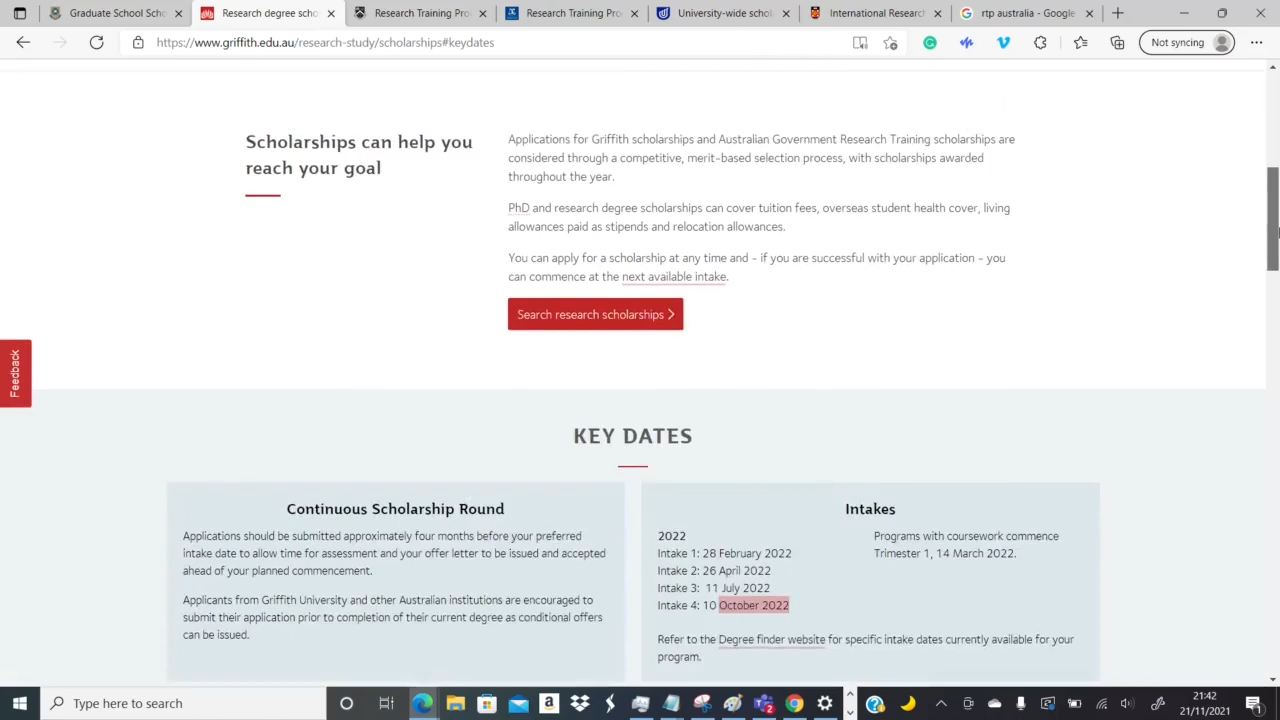 Graduate School
Research degree sch
Research Training Pro
Research Training Pro
University-wide schol
International Research
rtp australia - Google
https://www.griffith.edu.au/research-study/scholarships#keydates
Not syncing
Scholarships can help you
reach your goal
Applications for Griffith scholarships and Australian Government Research Training scholarships are
considered through a competitive, merit-based selection process, with scholarships awarded
throughout the year.
PhD and research degree scholarships can cover tuition fees, overseas student health cover, living
allowances paid as stipends and relocation allowances.
You can apply for a scholarship at any time and - if you are successful with your application - you
can commence at the next available intake.
Search research scholarships
Feedback
KEY DATES
Continuous Scholarship Round
Applications should be submitted approximately four months before your preferred
intake date to allow time for assessment and your offer letter to be issued and accepted
ahead of your planned commencement.
Applicants from Griffith University and other Australian institutions are encouraged to
submit their application prior to completion of their current degree as conditional offers
can be issued.
Intakes
2022
Intake 1: 28 February 2022
Intake 2: 26 April 2022
Intake 3: 11 July 2022
Intake 4: 10 October 2022
Programs with coursework commence
Trimester 1, 14 March 2022.
Refer to the Degree finder website for specific intake dates currently available for your
program.
Type here to search
21:42
21/11/2021